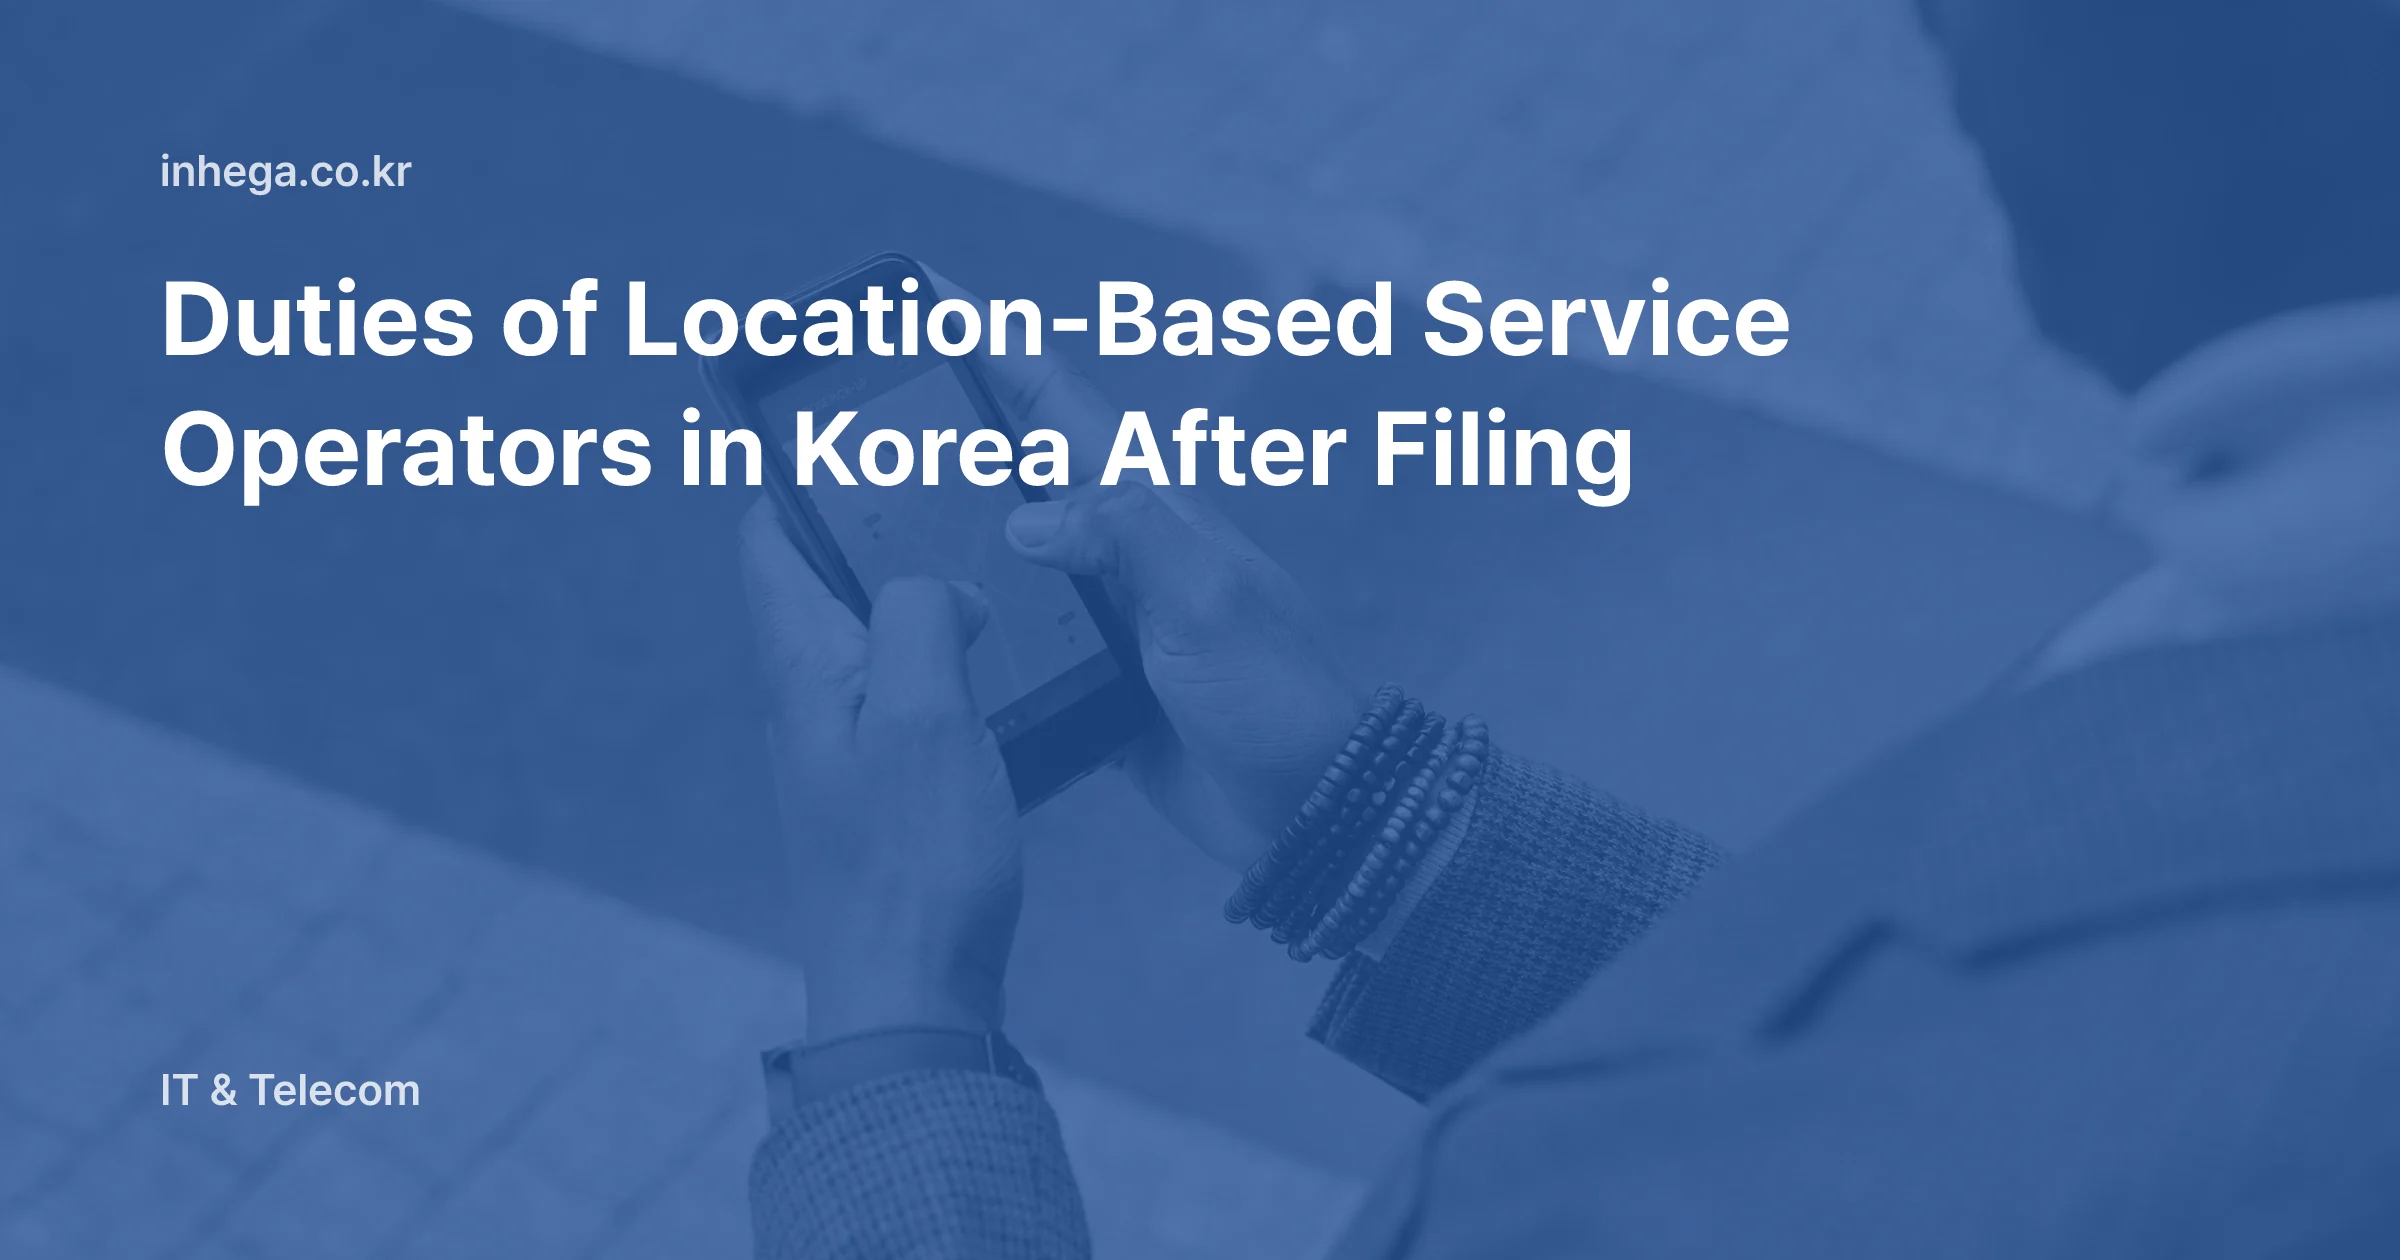 inhega.co.kr
Duties of Location-Based Service
Operators in Korea After Filing
IT & Telecom